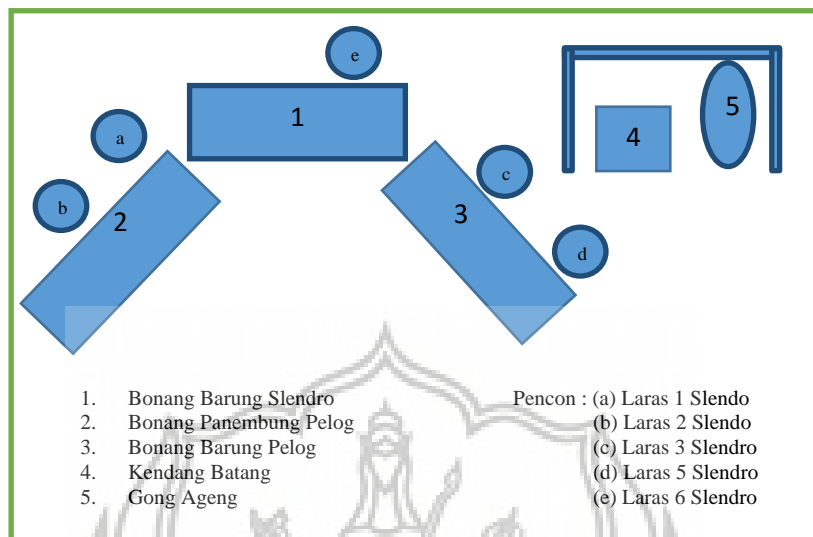 e
1
5
a
4
c
b
2
3
d
1. Bonang Barung Slendro
2. Bonang Panembung Pelog
3. Bonang Barung Pelog
4. Kendang Batang
5. Gong Ageng
Pencon : (a) Laras 1 Slendo
(b) Laras 2 Slendo
(c) Laras 3 Slendro
(d) Laras 5 Slendro
(e) Laras 6 Slendro